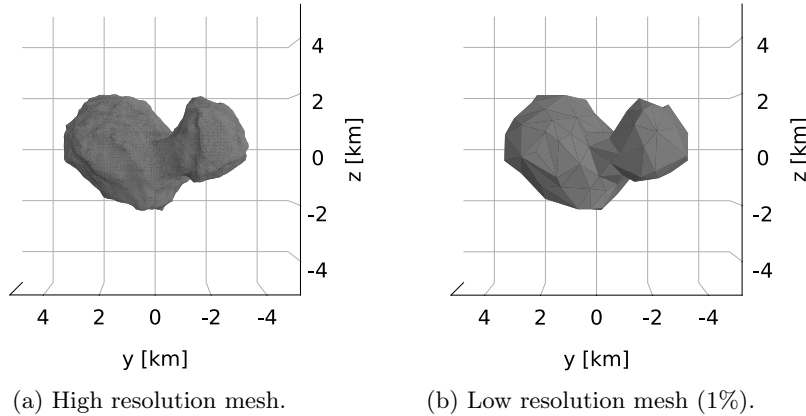 4
2
0
-2
-4
z [km]
4 2 0 -2 -4
y [km]
(a) High resolution mesh.
4
2
0
-2
-4
z [km]
4 2 0 -2 -4
y [km]
(b) Low resolution mesh (1%).